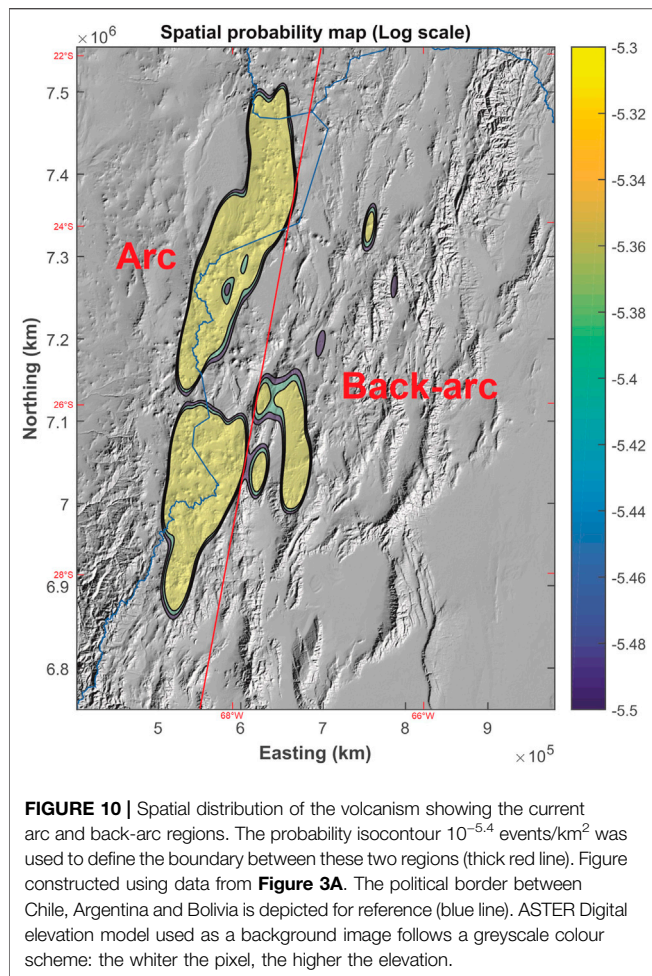 Spatial probability map (Log scale)
×10⁶
22°S
7.5
7.4
24°S
7.3
7.2
26°S
7.1
7
28°S
6.9
6.8
Northing (km)
Arc
Back-arc
5
6
7
8
9
68°W
66°W
Easting (km)
×10⁵
-5.3
-5.32
-5.34
-5.36
-5.38
-5.4
-5.42
-5.44
-5.46
-5.48
-5.5
FIGURE 10 | Spatial distribution of the volcanism showing the current
arc and back-arc regions. The probability isocontour 10⁻⁵·⁴ events/km² was
used to define the boundary between these two regions (thick red line). Figure
constructed using data from Figure 3A. The political border between
Chile, Argentina and Bolivia is depicted for reference (blue line). ASTER Digital
elevation model used as a background image follows a greyscale colour
scheme: the whiter the pixel, the higher the elevation.